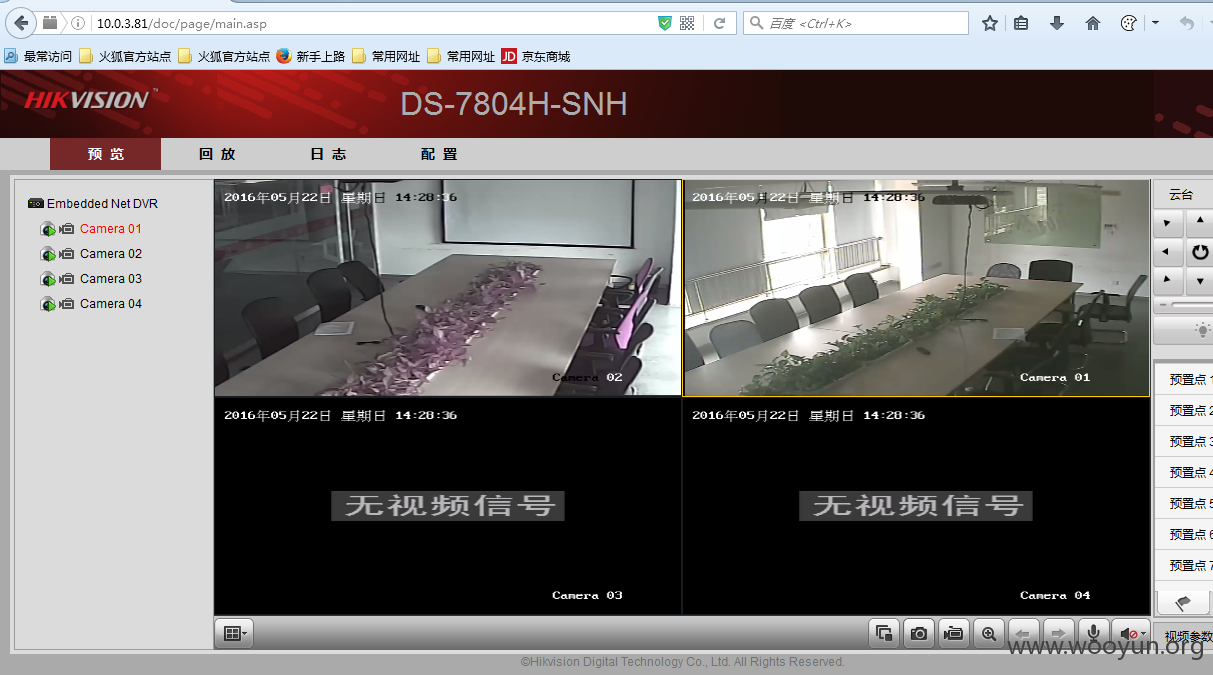 10.0.3.81/doc/page/main.asp
百度 <Ctrl+K>
最常访问 火狐官方站点 火狐官方站点 新手上路 常用网址 常用网址 JD 京东商城
HIKVISION™
DS-7804H-SNH
预览 回放 日志 配置
Embedded Net DVR
Camera 01
Camera 02
Camera 03
Camera 04
2016年05月22日 星期日 14:28:36
Camera 02
2016年05月22日 星期日 14:28:36
Camera 01
2016年05月22日 星期日 14:28:36
无视频信号
Camera 03
2016年05月22日 星期日 14:28:36
无视频信号
Camera 04
云台
预置点 1
预置点 2
预置点 3
预置点 4
预置点 5
预置点 6
预置点 7
视频参数
www.wooyun.org
©Hikvision Digital Technology Co., Ltd. All Rights Reserved.